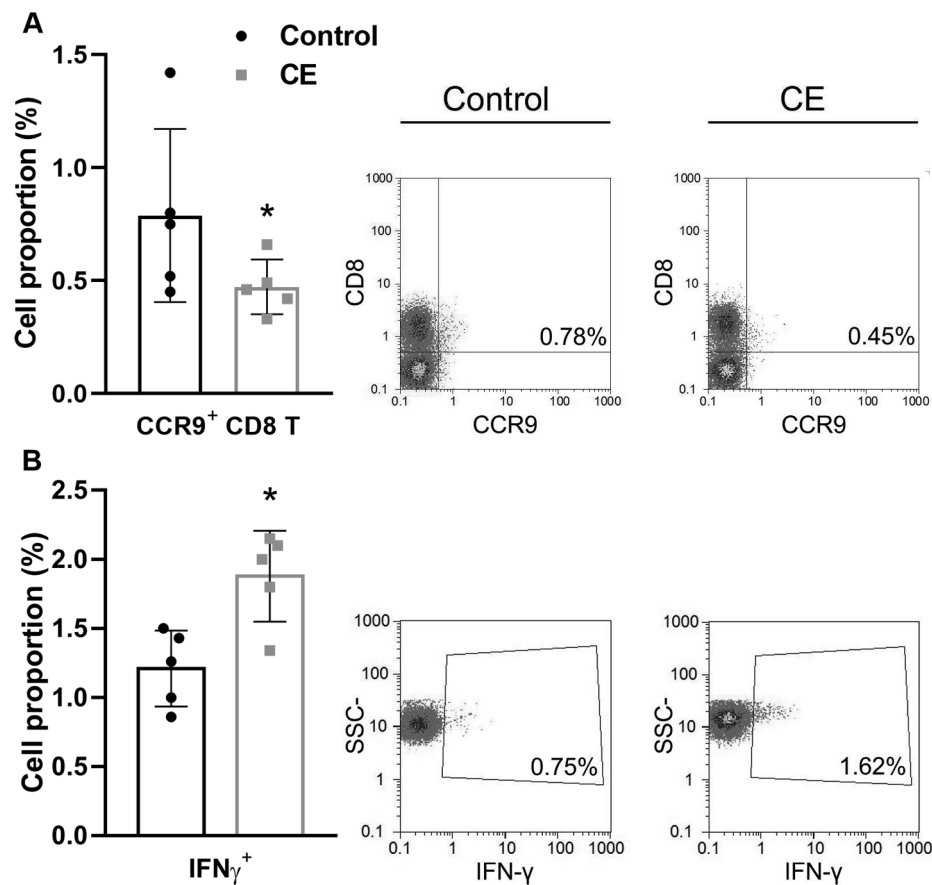 A
Control
CE
Cell proportion (%)
1.5
1.0
0.5
0.0
*
CCR9+ CD8 T
Control
CE
CD8
1000
100
10
1
0.1
0.78%
0.1 1 10 100 1000
CCR9
CD8
1000
100
10
1
0.1
0.45%
0.1 1 10 100 1000
CCR9
B
Cell proportion (%)
2.5
2.0
1.5
1.0
0.5
0.0
*
IFNγ+
SSC-
1000
100
10
1
0.1
0.75%
0.1 1 10 100 1000
IFN-γ
SSC-
1000
100
10
1
0.1
1.62%
0.1 1 10 100 1000
IFN-γ